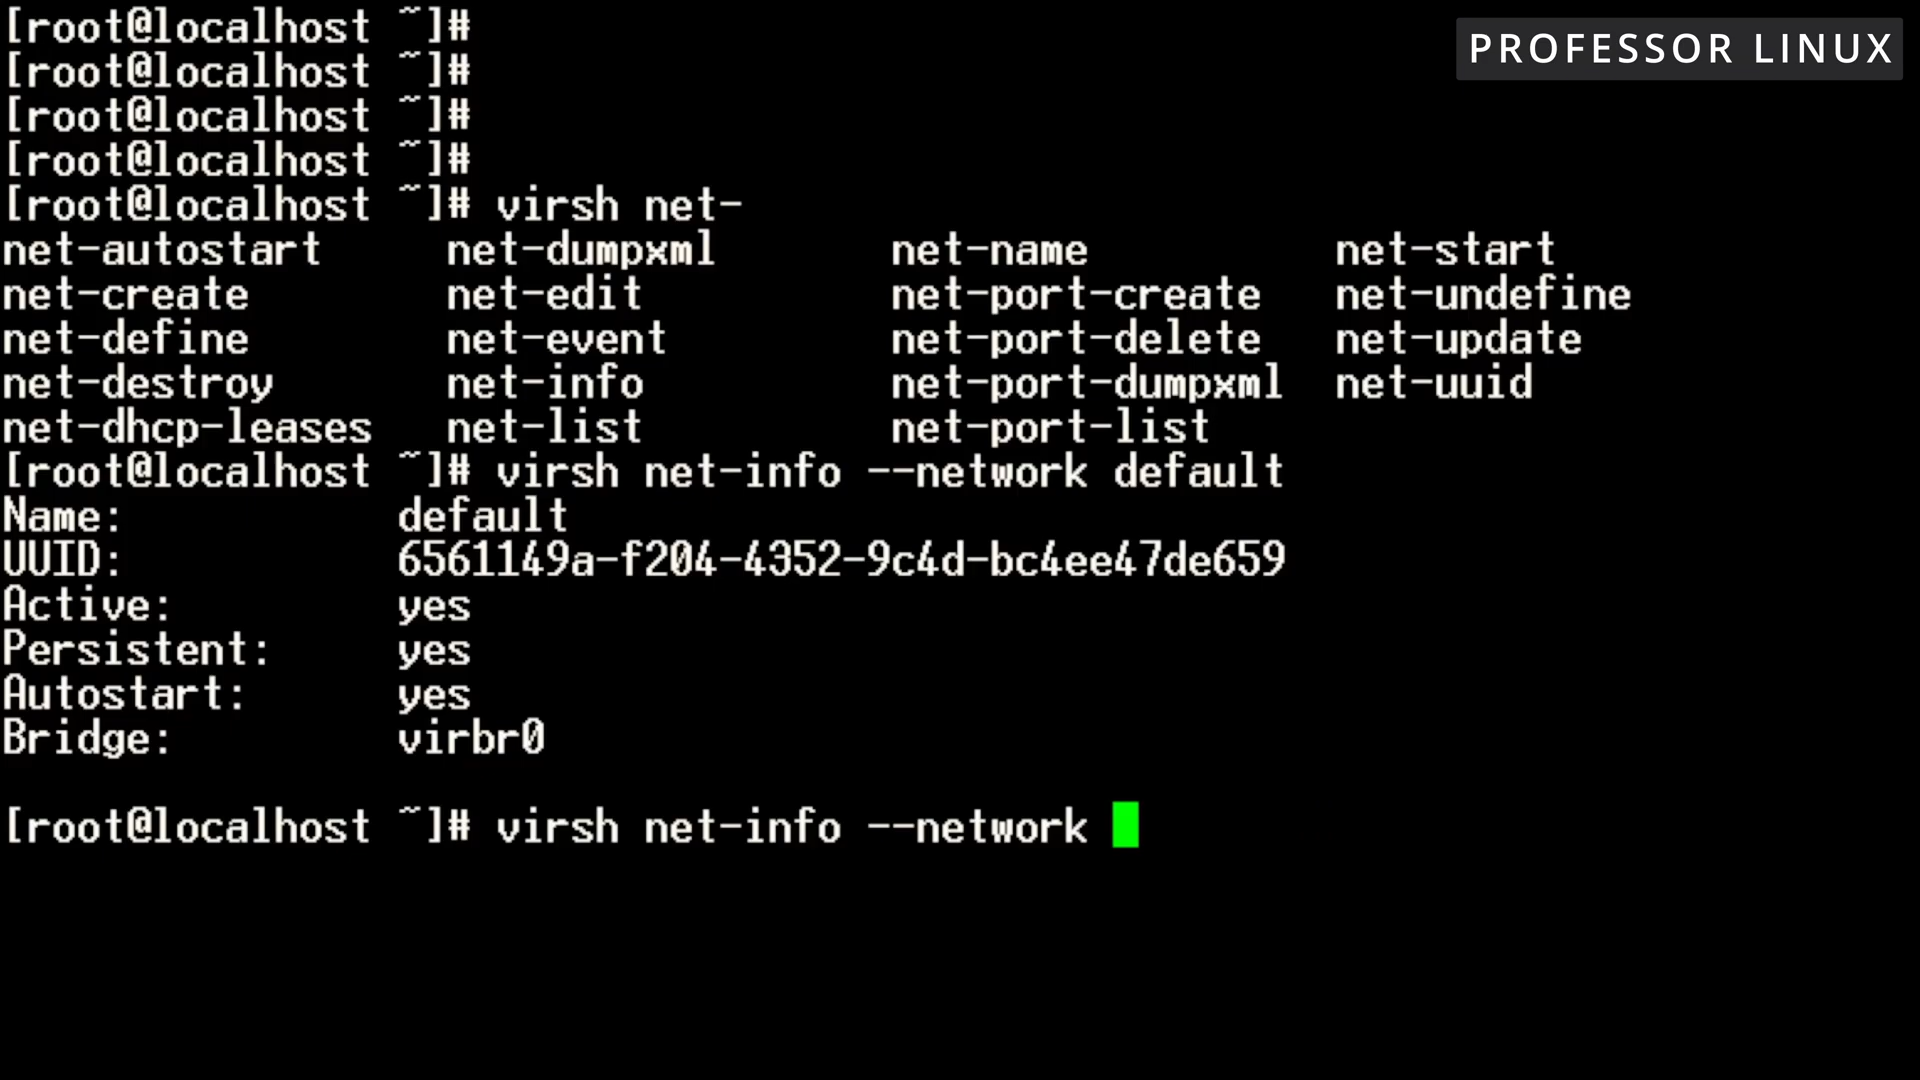 [root@localhost ~]#
PROFESSOR LINUX
[root@localhost ~]#
[root@localhost ~]#
[root@localhost ~]#
[root@localhost ~]# virsh net-
net-autostart net-dumpxml net-name net-start
net-create net-edit net-port-create net-undefine
net-define net-event net-port-delete net-update
net-destroy net-info net-port-dumpxml net-uuid
net-dhcp-leases net-list net-port-list
[root@localhost ~]# virsh net-info --network default
Name: default
UUID: 6561149a-f204-4352-9c4d-bc4ee47de659
Active: yes
Persistent: yes
Autostart: yes
Bridge: virbr0
[root@localhost ~]# virsh net-info --network